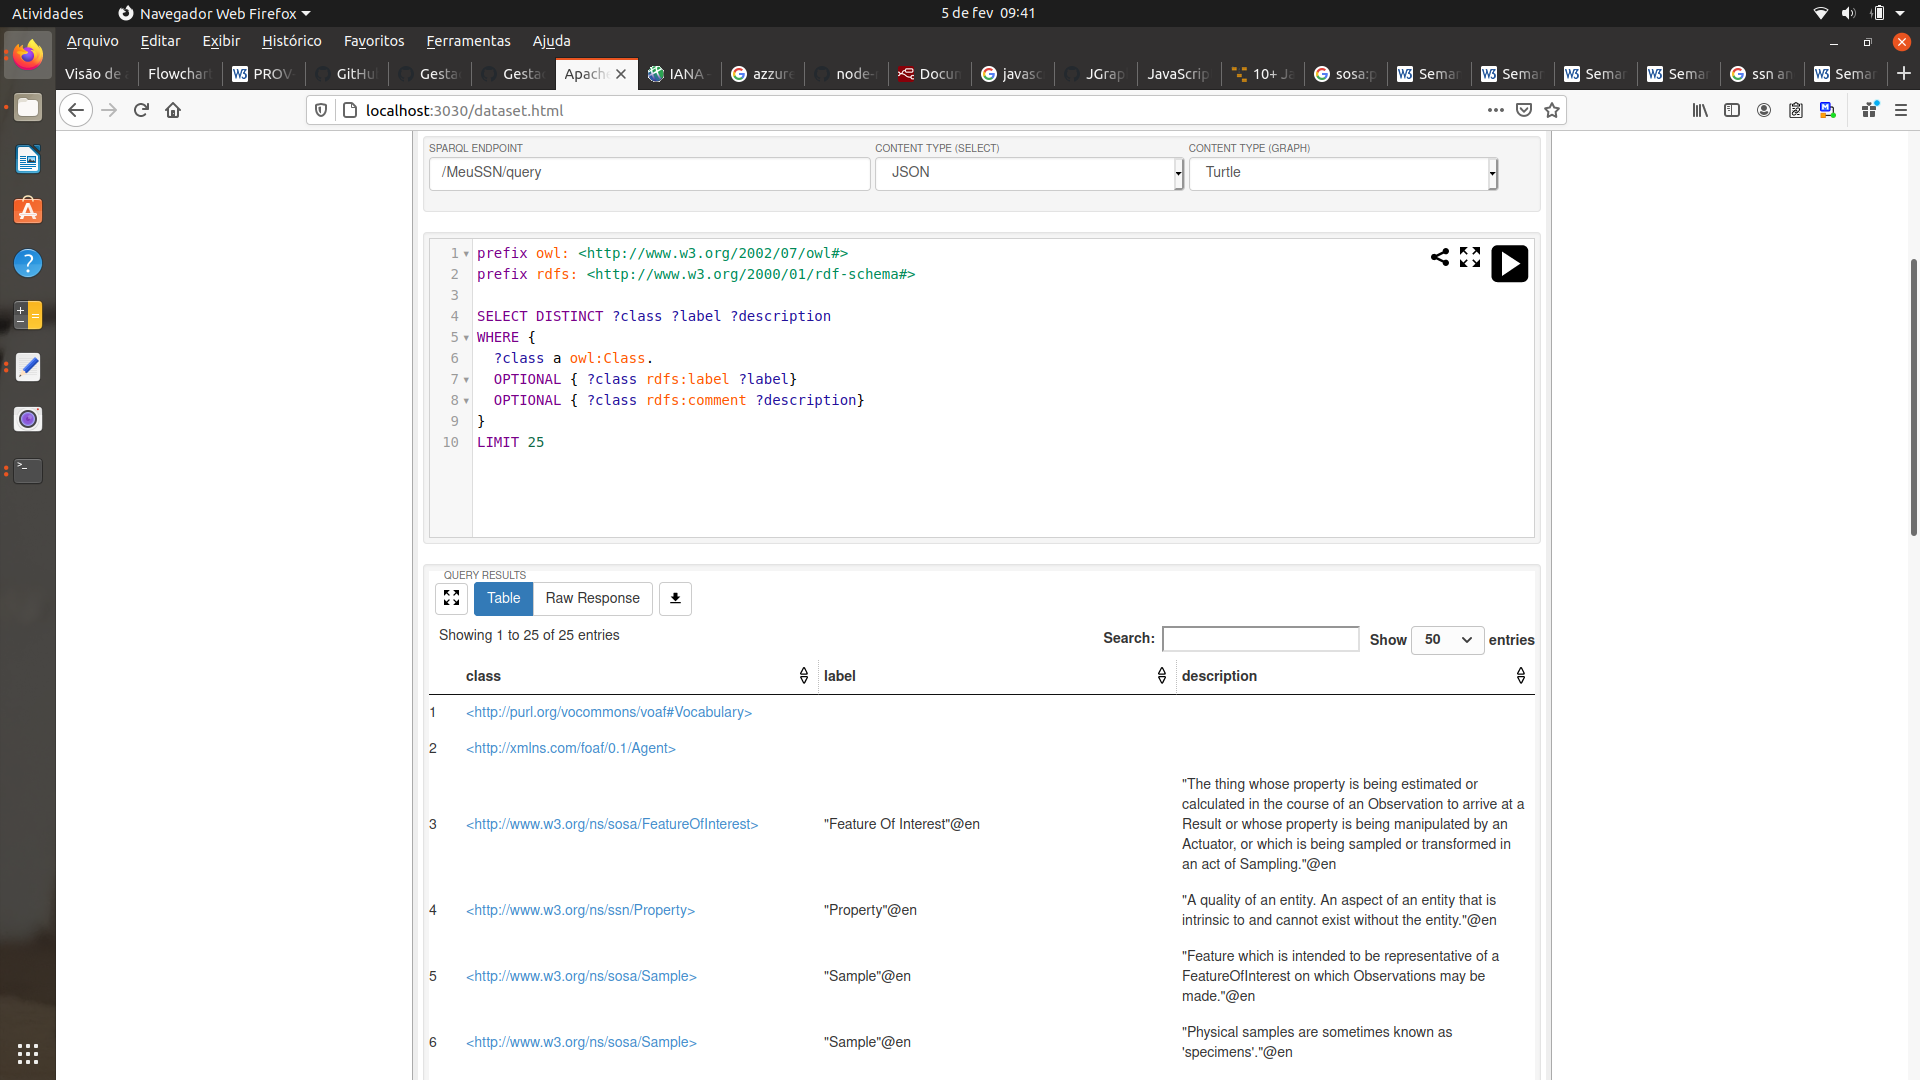 Atividades
Navegador Web Firefox
5 de fev 09:41
Arquivo Editar Exibir Histórico Favoritos Ferramentas Ajuda
Visão de Flowchar PROV- GitHu Gesta Gesta Apache IANA azzure node-r Docun javasc JGrap JavaScrip 10+ Ja sosa:p Seman Seman Seman Seman ssn an Seman
localhost:3030/dataset.html
SPARQL ENDPOINT CONTENT TYPE (SELECT) CONTENT TYPE (GRAPH)
/MeuSSN/query JSON Turtle
1 prefix owl: <http://www.w3.org/2002/07/owl#>
2 prefix rdfs: <http://www.w3.org/2000/01/rdf-schema#>
3
4 SELECT DISTINCT ?class ?label ?description
5 WHERE {
6 ?class a owl:Class.
7 OPTIONAL { ?class rdfs:label ?label}
8 OPTIONAL { ?class rdfs:comment ?description}
9 }
10 LIMIT 25
QUERY RESULTS
Table Raw Response
Showing 1 to 25 of 25 entries
Search: Show 50 entries
class label description
1 <http://purl.org/vocommons/voaf#Vocabulary>
2 <http://xmlns.com/foaf/0.1/Agent>
3 <http://www.w3.org/ns/sosa/FeatureOfInterest> "Feature Of Interest"@en
"The thing whose property is being estimated or
calculated in the course of an Observation to arrive at a
Result or whose property is being manipulated by an
Actuator, or which is being sampled or transformed in
an act of Sampling."@en
4 <http://www.w3.org/ns/ssn/Property> "Property"@en
"A quality of an entity. An aspect of an entity that is
intrinsic to and cannot exist without the entity."@en
5 <http://www.w3.org/ns/sosa/Sample> "Sample"@en
"Feature which is intended to be representative of a
FeatureOfInterest on which Observations may be
made."@en
6 <http://www.w3.org/ns/sosa/Sample> "Sample"@en
"Physical samples are sometimes known as
'specimens'."@en